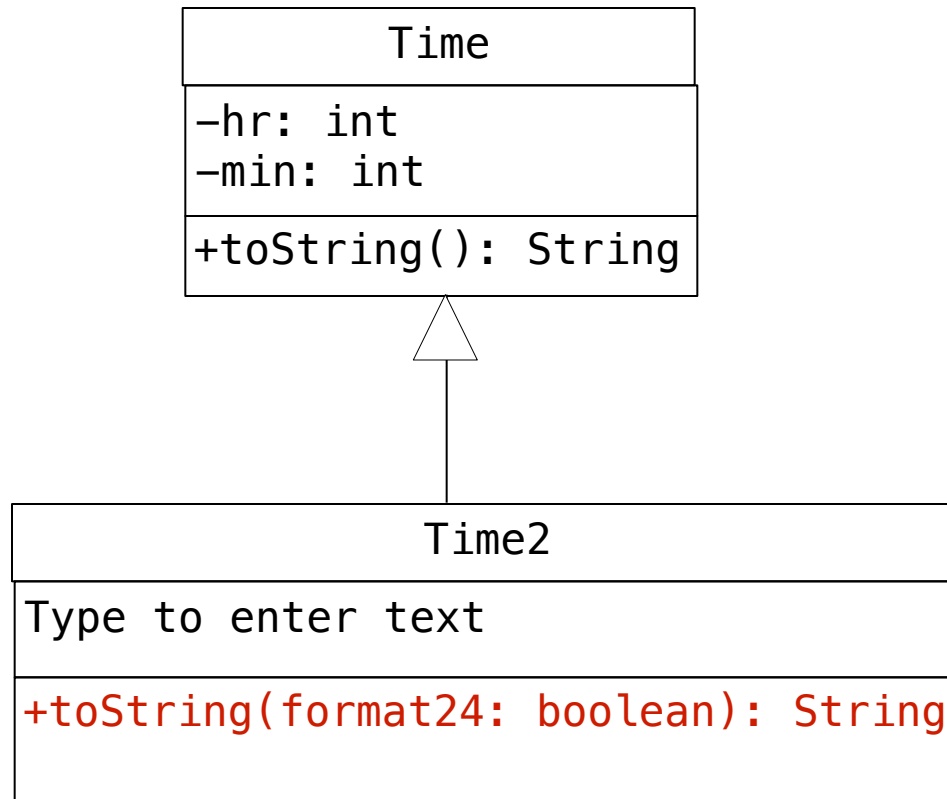 Time
–hr: int
–min: int
+toString(): String
Time2
Type to enter text
+toString(format24: boolean): String